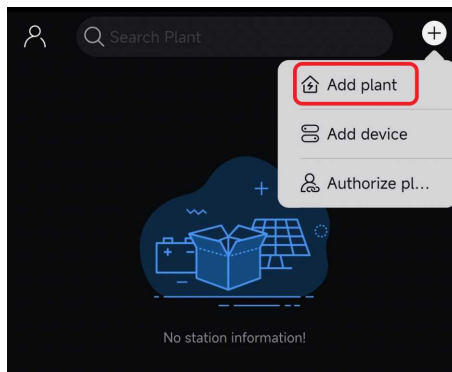 Search Plant
Add plant
Add device
Authorize pl...
No station information!